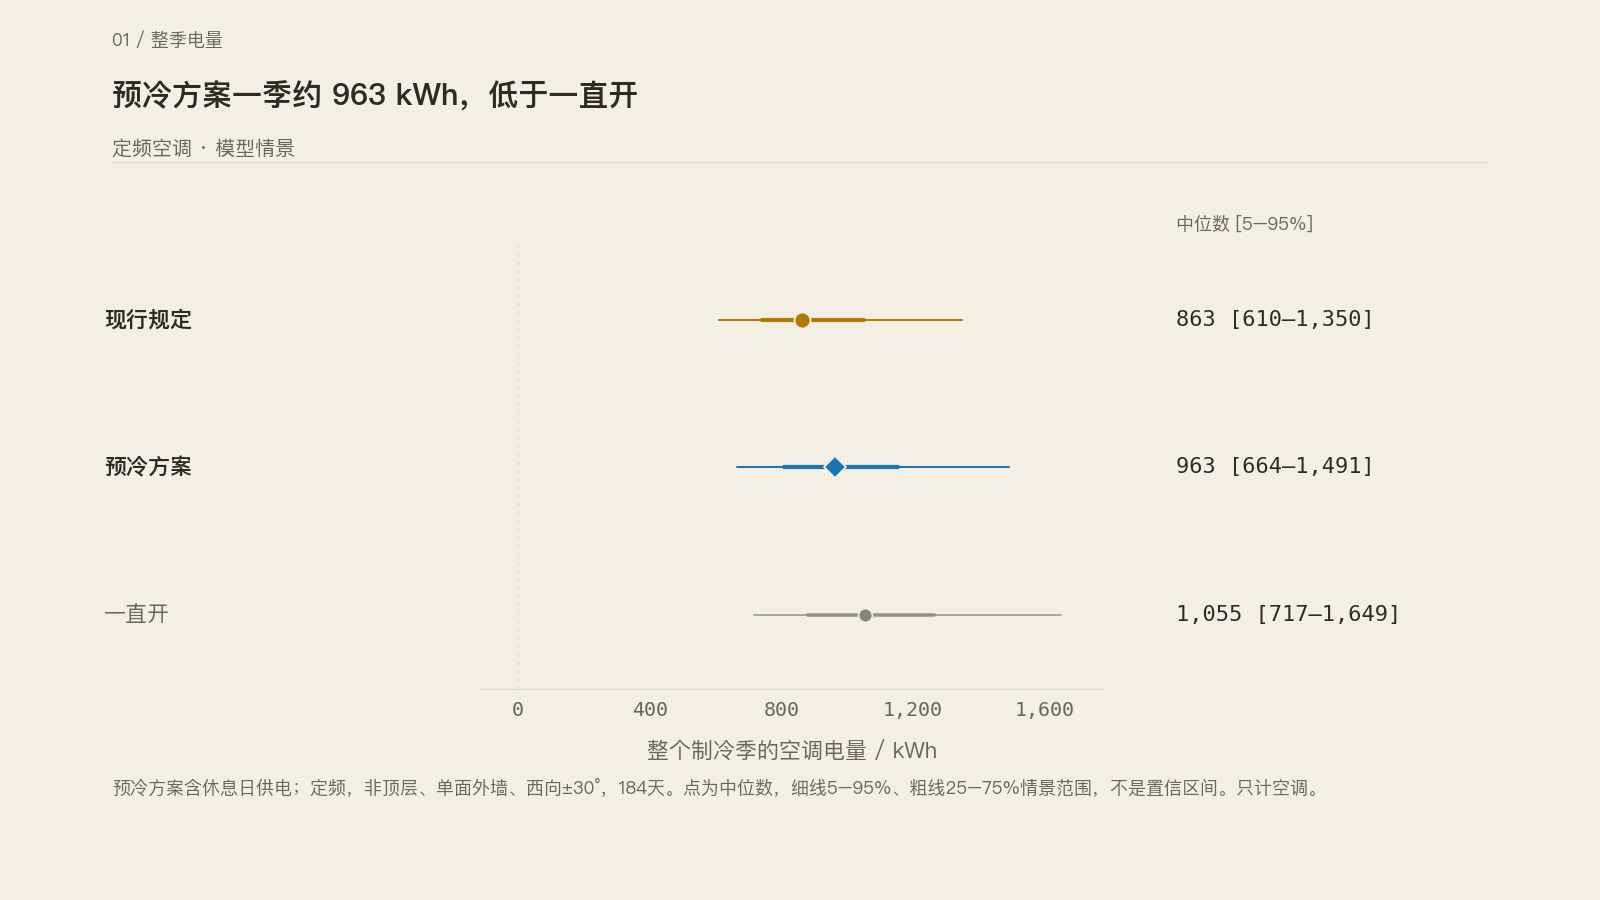 01 / 整季电量
预冷方案一季约 963 kWh，低于一直开
定频空调 · 模型情景
中位数 [5–95%]
现行规定
863 [610–1,350]
预冷方案
963 [664–1,491]
一直开
1,055 [717–1,649]
0 400 800 1,200 1,600
整个制冷季的空调电量 / kWh
预冷方案含休息日供电；定频，非顶层、单面外墙、西向±30°，184天。点为中位数，细线5–95%、粗线25–75%情景范围，不是置信区间。只计空调。